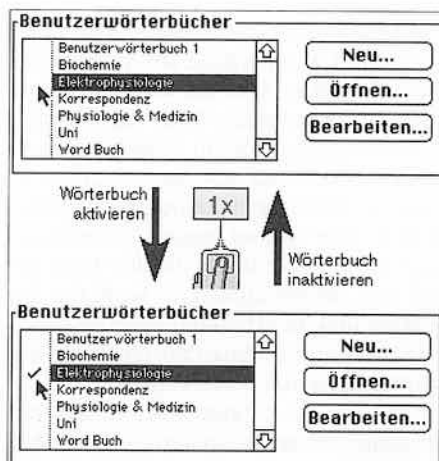 Benutzerwörterbücher
Benutzerwörterbuch 1
Biochemie
Elektrophysiologie
Korrespondenz
Physiologie & Medizin
Uni
Word Buch
Neu...
Öffnen...
Bearbeiten...
Wörterbuch
aktivieren
1x
Wörterbuch
inaktivieren
Benutzerwörterbücher
Benutzerwörterbuch 1
Biochemie
Elektrophysiologie
Korrespondenz
Physiologie & Medizin
Uni
Word Buch
Neu...
Öffnen...
Bearbeiten...